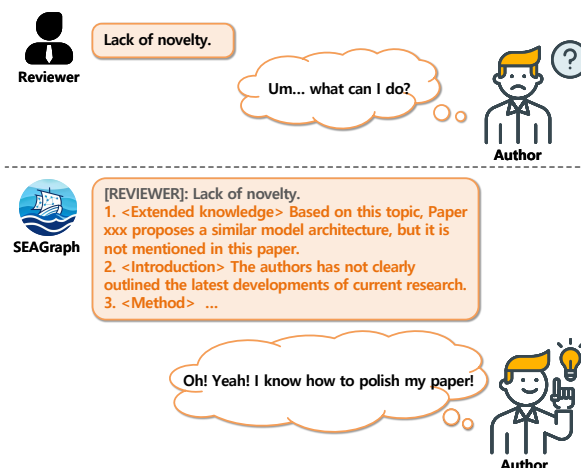 Lack of novelty.
Reviewer
Um... what can I do?
?
Author
SEAGraph
[REVIEWER]: Lack of novelty.
1. <Extended knowledge> Based on this topic, Paper
xxx proposes a similar model architecture, but it is
not mentioned in this paper.
2. <Introduction> The authors has not clearly
outlined the latest developments of current research.
3. <Method> ...
Oh! Yeah! I know how to polish my paper!
Author